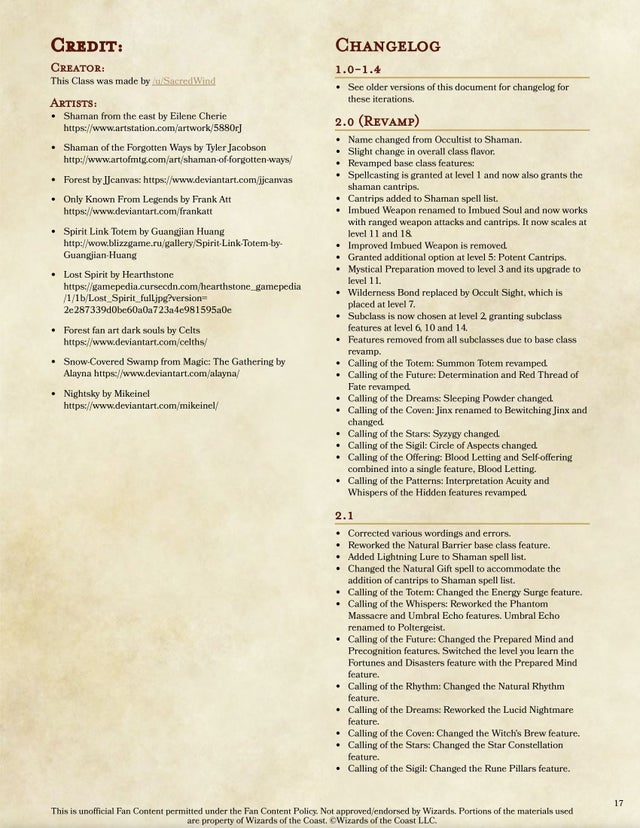 Credit:
Creator:
This Class was made by /u/SacredWind
Artists:
• Shaman from the east by Eilene Cherie
https://www.artstation.com/artwork/5880rJ
• Shaman of the Forgotten Ways by Tyler Jacobson
http://www.artofmtg.com/art/shaman-of-forgotten-ways/
• Forest by JJcanvas: https://www.deviantart.com/jjcanvas
• Only Known From Legends by Frank Att
https://www.deviantart.com/frankatt
• Spirit Link Totem by Guangjian Huang
http://wow.blizzgame.ru/gallery/Spirit-Link-Totem-by-
Guangjian-Huang
• Lost Spirit by Hearthstone
https://gamepedia.cursecdn.com/hearthstone_gamepedia
/1/1b/Lost_Spirit_full.jpg?version=
2e287339d0be60a0a723a4e981595a0e
• Forest fan art dark souls by Celts
https://www.deviantart.com/celths/
• Snow-Covered Swamp from Magic: The Gathering by
Alayna https://www.deviantart.com/alayna/
• Nightsky by Mikeinel
https://www.deviantart.com/mikeinel/
Changelog
1.0-1.4
• See older versions of this document for changelog for
these iterations.
2.0 (Revamp)
• Name changed from Occultist to Shaman.
• Slight change in overall class flavor.
• Revamped base class features:
• Spellcasting is granted at level 1 and now also grants the
shaman cantrips.
• Cantrips added to Shaman spell list.
• Imbued Weapon renamed to Imbued Soul and now works
with ranged weapon attacks and cantrips. It now scales at
level 11 and 18.
• Improved Imbued Weapon is removed.
• Granted additional option at level 5: Potent Cantrips.
• Mystical Preparation moved to level 3 and its upgrade to
level 11.
• Wilderness Bond replaced by Occult Sight, which is
placed at level 7.
• Subclass is now chosen at level 2, granting subclass
features at level 6, 10 and 14.
• Features removed from all subclasses due to base class
revamp.
• Calling of the Totem: Summon Totem revamped.
• Calling of the Future: Determination and Red Thread of
Fate revamped.
• Calling of the Dreams: Sleeping Powder changed.
• Calling of the Coven: Jinx renamed to Bewitching Jinx and
changed.
• Calling of the Stars: Syzygy changed.
• Calling of the Sigil: Circle of Aspects changed.
• Calling of the Offering: Blood Letting and Self-offering
combined into a single feature, Blood Letting.
• Calling of the Patterns: Interpretation Acuity and
Whispers of the Hidden features revamped.
2.1
• Corrected various wordings and errors.
• Reworked the Natural Barrier base class feature.
• Added Lightning Lure to Shaman spell list.
• Changed the Natural Gift spell to accommodate the
addition of cantrips to Shaman spell list.
• Calling of the Totem: Changed the Energy Surge feature.
• Calling of the Whispers: Reworked the Phantom
Massacre and Umbral Echo features. Umbral Echo
renamed to Poltergeist.
• Calling of the Future: Changed the Prepared Mind and
Precognition features. Switched the level you learn the
Fortunes and Disasters feature with the Prepared Mind
feature.
• Calling of the Rhythm: Changed the Natural Rhythm
feature.
• Calling of the Dreams: Reworked the Lucid Nightmare
feature.
• Calling of the Coven: Changed the Witch's Brew feature.
• Calling of the Stars: Changed the Star Constellation
feature.
• Calling of the Sigil: Changed the Rune Pillars feature.
17
This is unofficial Fan Content permitted under the Fan Content Policy. Not approved/endorsed by Wizards. Portions of the materials used
are property of Wizards of the Coast. ©Wizards of the Coast LLC.